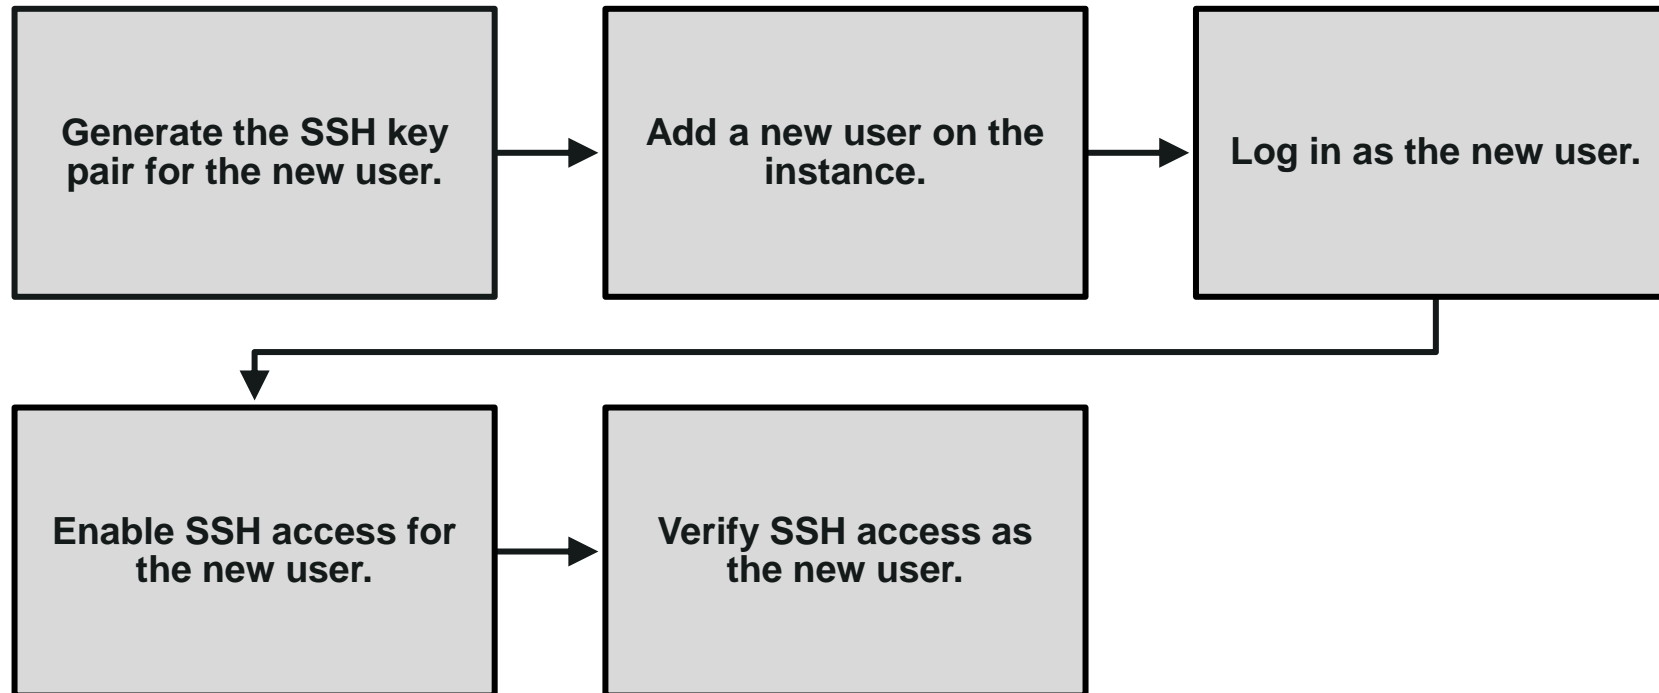 Generate the SSH key
pair for the new user.
Add a new user on the
instance.
Log in as the new user.
Enable SSH access for
the new user.
Verify SSH access as
the new user.